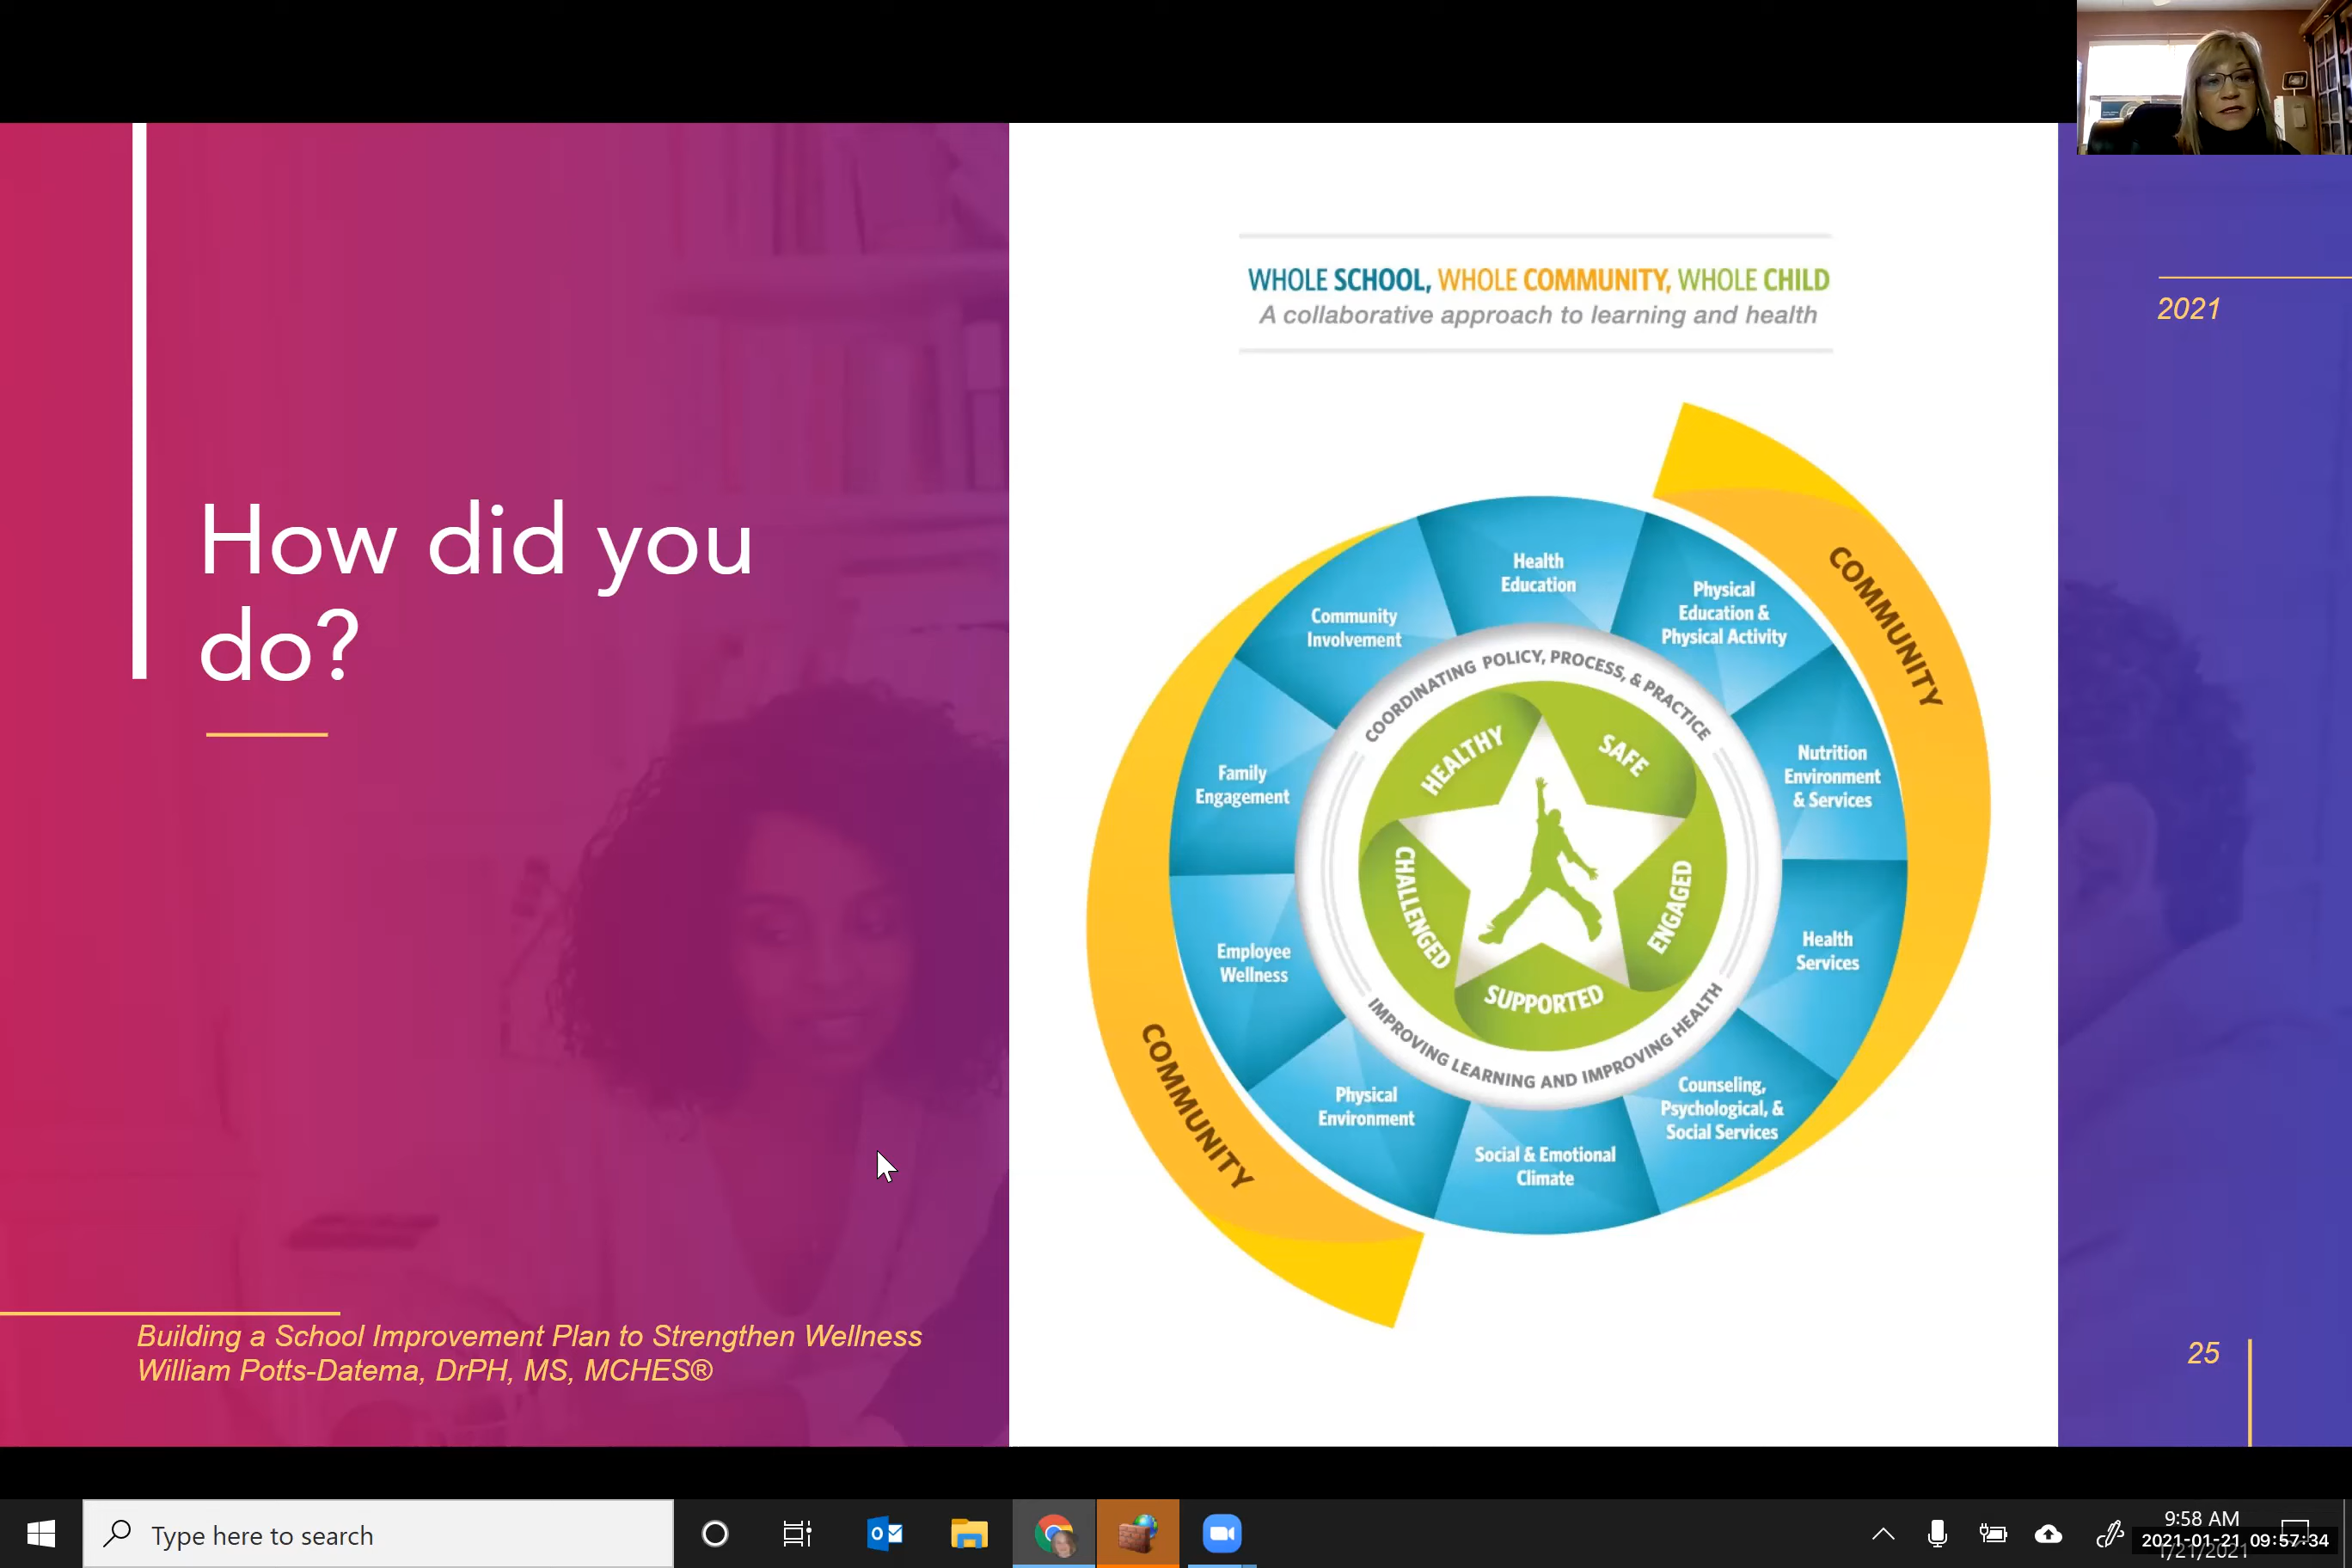 How did you
do?
Building a School Improvement Plan to Strengthen Wellness
William Potts-Datema, DrPH, MS, MCHES®
WHOLE SCHOOL, WHOLE COMMUNITY, WHOLE CHILD
A collaborative approach to learning and health
COMMUNITY
Health
Education
Physical
Education &
Physical Activity
Nutrition
Environment
& Services
Health
Services
Counseling,
Psychological, &
Social Services
Social & Emotional
Climate
Physical
Environment
Employee
Wellness
Family
Engagement
Community
Involvement
COORDINATING POLICY, PROCESS, & PRACTICE
IMPROVING LEARNING AND IMPROVING HEALTH
HEALTHY
SAFE
ENGAGED
SUPPORTED
CHALLENGED
COMMUNITY
2021
25
Type here to search
9:58 AM
2021-01-21 09:57:34
1/21/2021